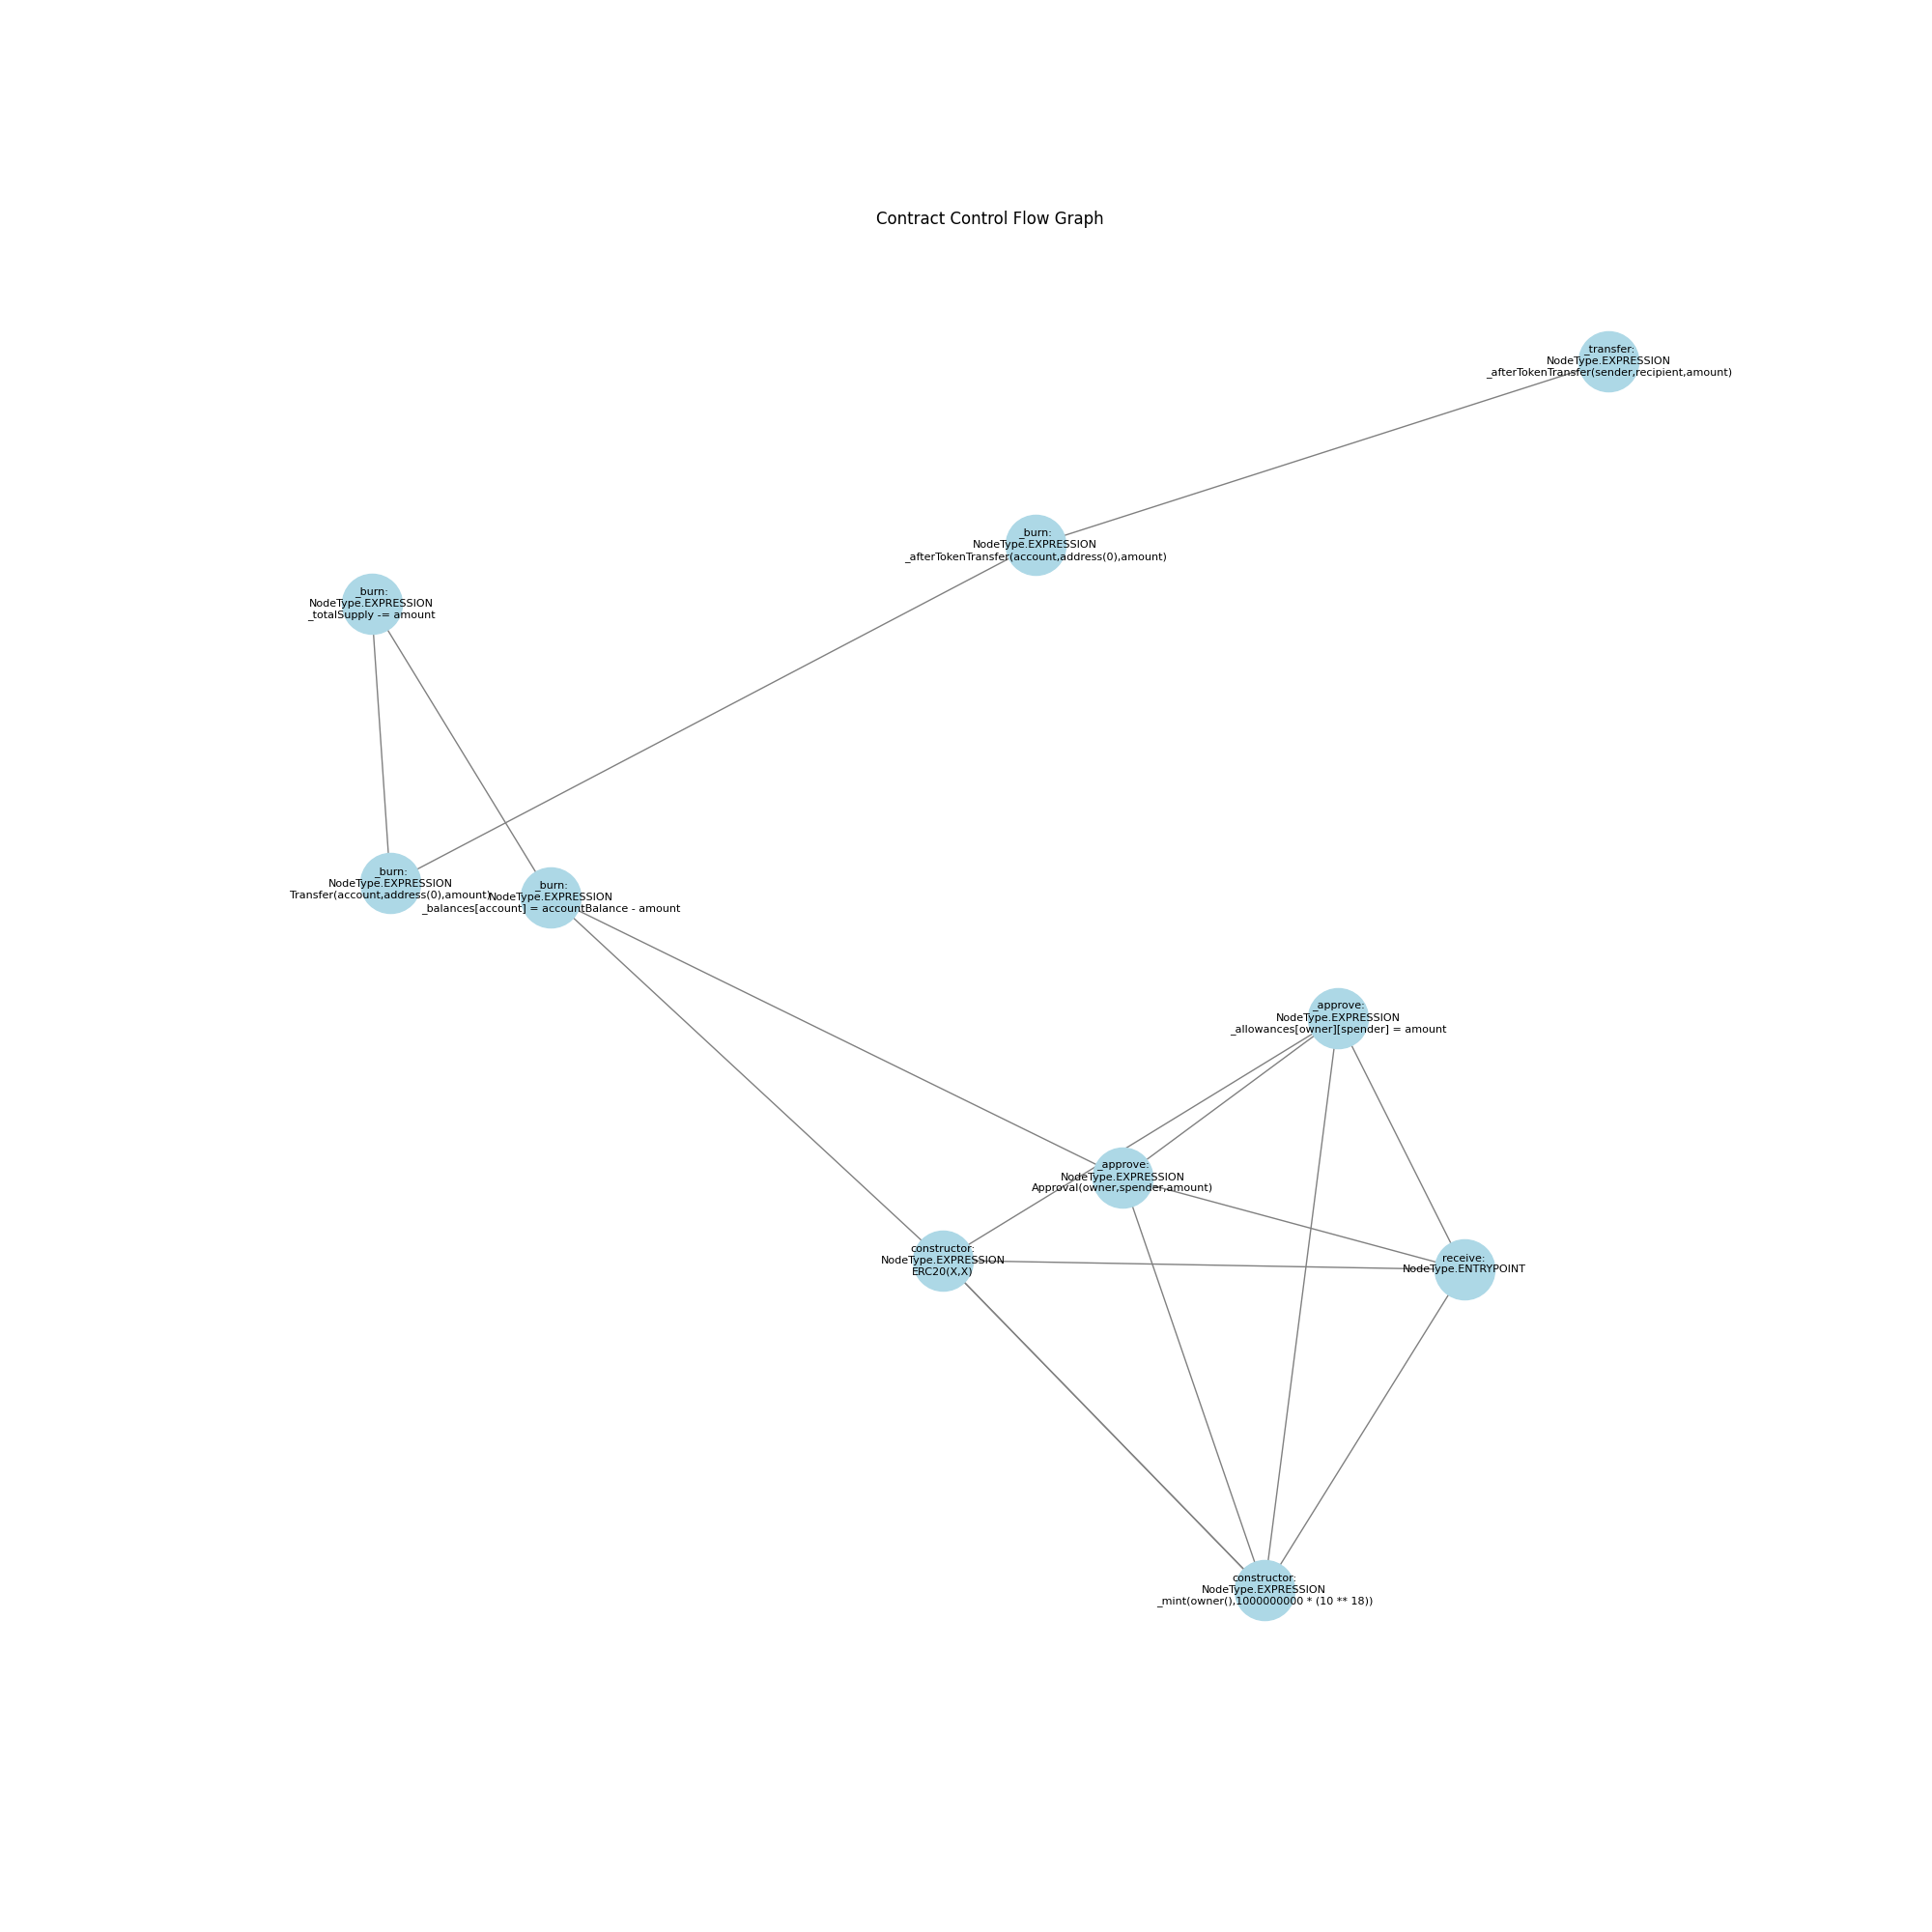 Contract Control Flow Graph
_transfer:
NodeType.EXPRESSION
_afterTokenTransfer(sender,recipient,amount)
_burn:
NodeType.EXPRESSION
_afterTokenTransfer(account,address(0),amount)
_burn:
NodeType.EXPRESSION
_totalSupply -= amount
_burn:
NodeType.EXPRESSION
Transfer(account,address(0),amount)
_burn:
NodeType.EXPRESSION
_balances[account] = accountBalance - amount
_approve:
NodeType.EXPRESSION
_allowances[owner][spender] = amount
_approve:
NodeType.EXPRESSION
Approval(owner,spender,amount)
constructor:
NodeType.EXPRESSION
ERC20(X,X)
receive:
NodeType.ENTRYPOINT
constructor:
NodeType.EXPRESSION
_mint(owner(),1000000000 * (10 ** 18))